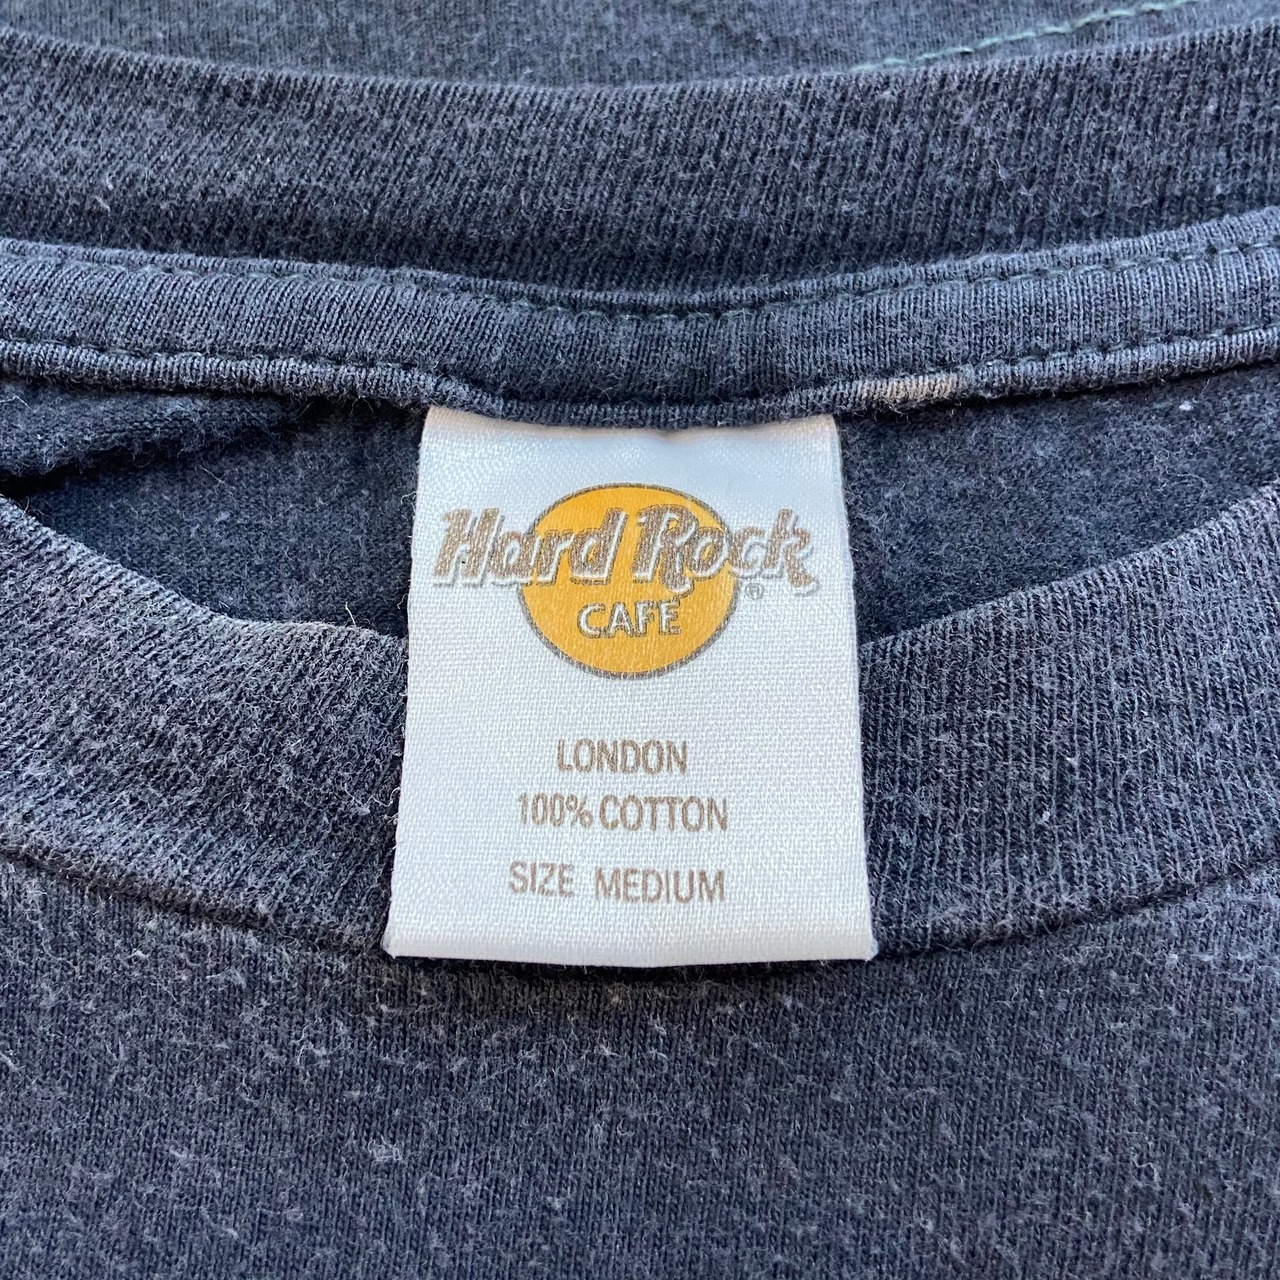 Hard Rock
CAFE
®
LONDON
100% COTTON
SIZE MEDIUM